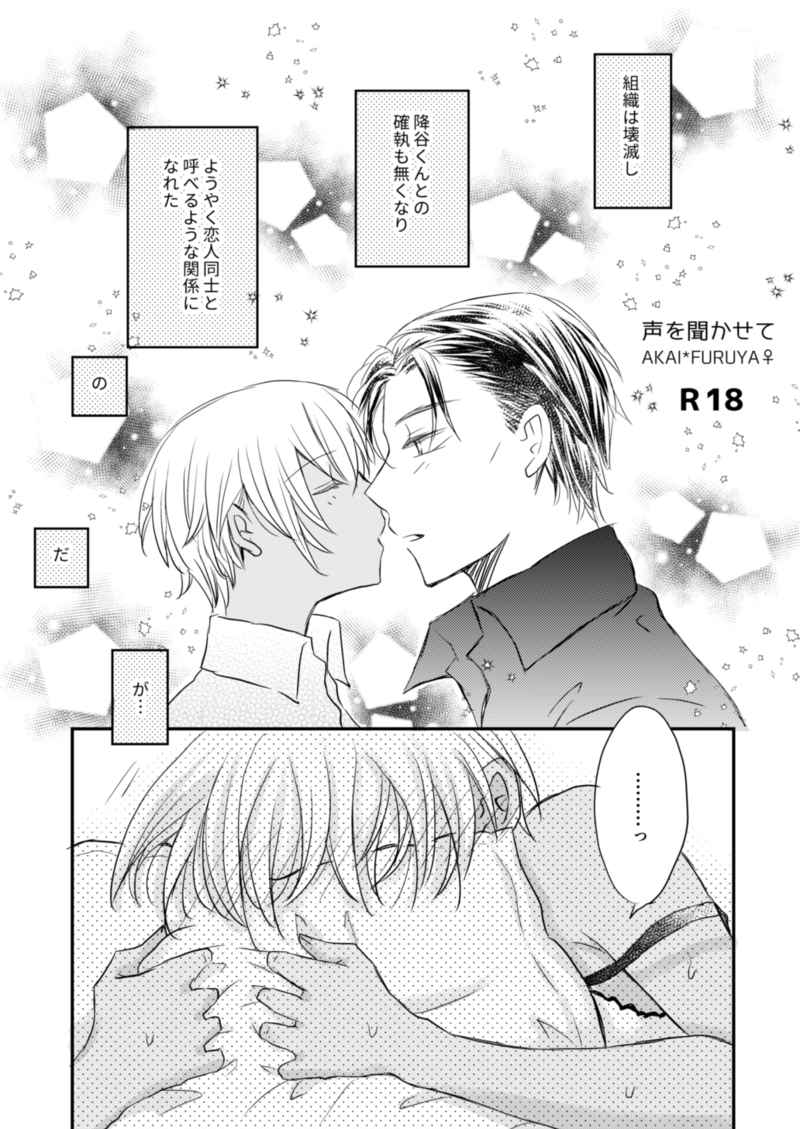 組織は壊滅し
降谷くんとの
確執も無くなり
ようやく恋人同士と
呼べるような関係に
なれた
の
だ
が…
声を聞かせて
AKAI*FURUYA♀
R18
………っ